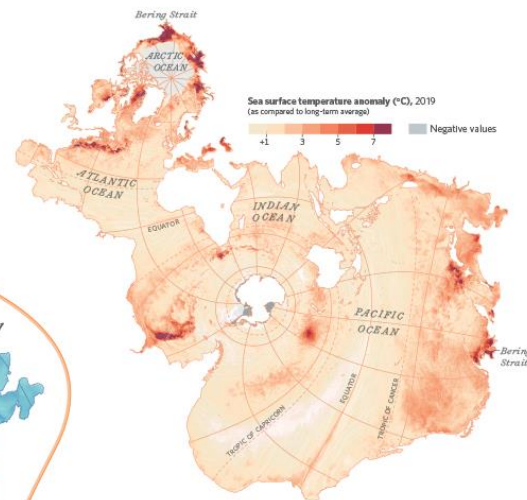 Bering Strait
ARCTIC
OCEAN
Sea surface temperature anomaly (°C), 2019
(as compared to long-term average)
+1 3 5 7
Negative values
ATLANTIC
OCEAN
INDIAN
OCEAN
EQUATOR
PACIFIC
OCEAN
Bering
Strait
EQUATOR
TROPIC OF CANCER
TROPIC OF CAPRICORN